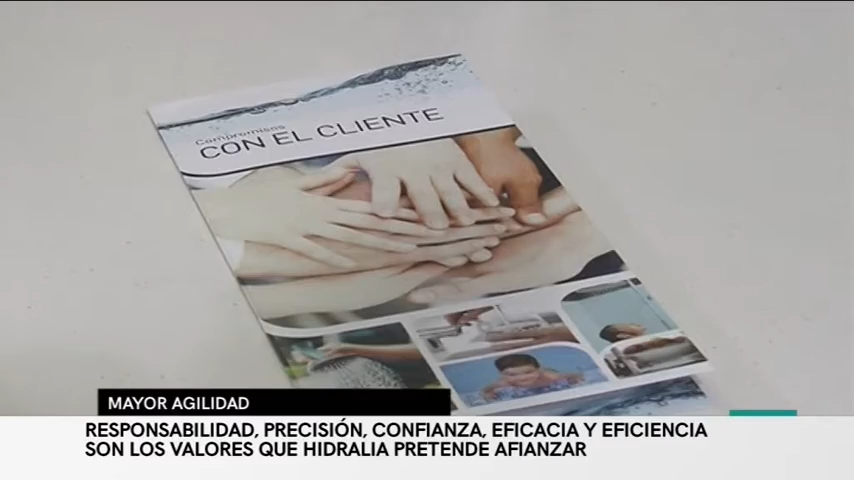 Compromisos
CON EL CLIENTE
MAYOR AGILIDAD
RESPONSABILIDAD, PRECISIÓN, CONFIANZA, EFICACIA Y EFICIENCIA
SON LOS VALORES QUE HIDRALIA PRETENDE AFIANZAR